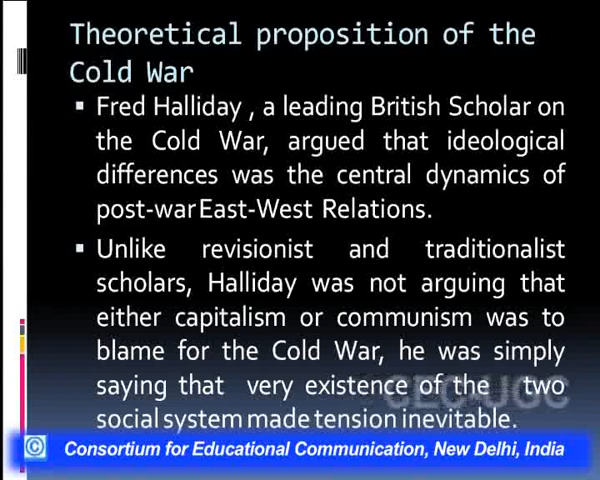 Theoretical proposition of the
Cold War
▪ Fred Halliday , a leading British Scholar on
the Cold War, argued that ideological
differences was the central dynamics of
post-war East-West Relations.
▪ Unlike revisionist and traditionalist
scholars, Halliday was not arguing that
either capitalism or communism was to
blame for the Cold War, he was simply
saying that very existence of the two
social system made tension inevitable.
CEC-UGC
© Consortium for Educational Communication, New Delhi, India